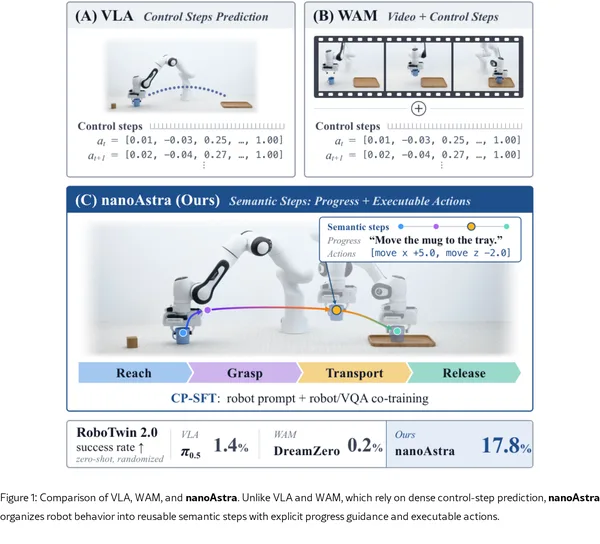 (A) VLA Control Steps Prediction
Control steps
aₜ = [0.01, −0.03, 0.25, …, 1.00]
aₜ₊₁ = [0.02, −0.04, 0.27, …, 1.00]
⋮
(B) WAM Video + Control Steps
Control steps
aₜ = [0.01, −0.03, 0.25, …, 1.00]
aₜ₊₁ = [0.02, −0.04, 0.27, …, 1.00]
⋮
(C) nanoAstra (Ours) Semantic Steps: Progress + Executable Actions
Semantic steps
Progress “Move the mug to the tray.”
Actions [move x +5.0, move z −2.0]
Reach Grasp Transport Release
CP-SFT: robot prompt + robot/VQA co-training
RoboTwin 2.0
success rate ↑
zero-shot, randomized
VLA
π₀.₅ 1.4%
WAM
DreamZero 0.2%
Ours
nanoAstra 17.8%
Figure 1: Comparison of VLA, WAM, and nanoAstra. Unlike VLA and WAM, which rely on dense control-step prediction, nanoAstra
organizes robot behavior into reusable semantic steps with explicit progress guidance and executable actions.